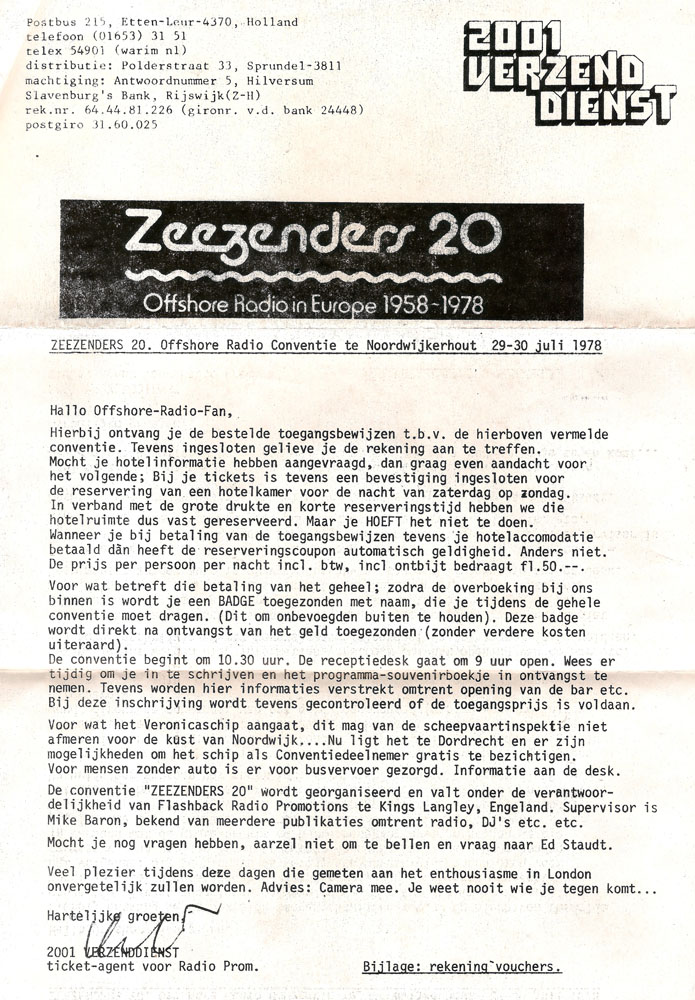 Postbus 215, Etten-Leur-4370, Holland
telefoon (01653) 31 51
telex 54901 (warim nl)
distributie: Polderstraat 33, Sprundel-3811
machtiging: Antwoordnummer 5, Hilversum
Slavenburg's Bank, Rijswijk(Z-H)
rek.nr. 64.44.81.226 (gironr. v.d. bank 24448)
postgiro 31.60.025
2001
VERZEND
DIENST
Zeezenders 20
Offshore Radio in Europe 1958-1978
ZEEZENDERS 20. Offshore Radio Conventie te Noordwijkerhout 29-30 juli 1978
Hallo Offshore-Radio-Fan,
Hierbij ontvang je de bestelde toegangsbewijzen t.b.v. de hierboven vermelde
conventie. Tevens ingesloten gelieve je de rekening aan te treffen.
Mocht je hotelinformatie hebben aangevraagd, dan graag even aandacht voor
het volgende; Bij je tickets is tevens een bevestiging ingesloten voor
de reservering van een hotelkamer voor de nacht van zaterdag op zondag.
In verband met de grote drukte en korte reserveringstijd hebben we die
hotelruimte dus vast gereserveerd. Maar je HOEFT het niet te doen.
Wanneer je bij betaling van de toegangsbewijzen tevens je hotelaccomodatie
betaald dàn heeft de reserveringscoupon automatisch geldigheid. Anders niet.
De prijs per persoon per nacht incl. btw, incl ontbijt bedraagt fl.50.--.
Voor wat betreft die betaling van het geheel; zodra de overboeking bij ons
binnen is wordt je een BADGE toegezonden met naam, die je tijdens de gehele
conventie moet dragen. (Dit om onbevoegden buiten te houden). Deze badge
wordt direkt na ontvangst van het geld toegezonden (zonder verdere kosten
uiteraard).
De conventie begint om 10.30 uur. De receptiedesk gaat om 9 uur open. Wees er
tijdig om je in te schrijven en het programma-souvenirboekje in ontvangst te
nemen. Tevens worden hier informaties verstrekt omtrent opening van de bar etc.
Bij deze inschrijving wordt tevens gecontroleerd of de toegangsprijs is voldaan.
Voor wat het Veronicaschip aangaat, dit mag van de scheepvaartinspektie niet
afmeren voor de kust van Noordwijk....Nu ligt het te Dordrecht en er zijn
mogelijkheden om het schip als Conventiedeelnemer gratis te bezichtigen.
Voor mensen zonder auto is er voor busvervoer gezorgd. Informatie aan de desk.
De conventie "ZEEZENDERS 20" wordt georganiseerd en valt onder de verantwoor-
delijkheid van Flashback Radio Promotions te Kings Langley, Engeland. Supervisor is
Mike Baron, bekend van meerdere publikaties omtrent radio, DJ's etc. etc.
Mocht je nog vragen hebben, aarzel niet om te bellen en vraag naar Ed Staudt.
Veel plezier tijdens deze dagen die gemeten aan het enthousiasme in London
onvergetelijk zullen worden. Advies: Camera mee. Je weet nooit wie je tegen komt...
Hartelijke groeten,
2001 VERZENDDIENST
ticket-agent voor Radio Prom.
Bijlage: rekening vouchers.